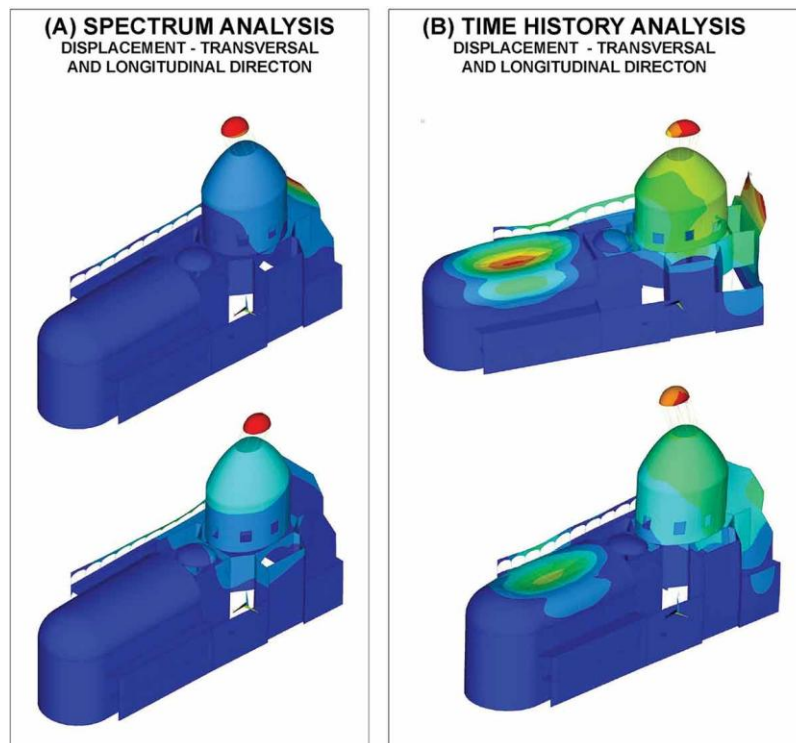 (A) SPECTRUM ANALYSIS
DISPLACEMENT - TRANSVERSAL
AND LONGITUDINAL DIRECTON
(B) TIME HISTORY ANALYSIS
DISPLACEMENT - TRANSVERSAL
AND LONGITUDINAL DIRECTON